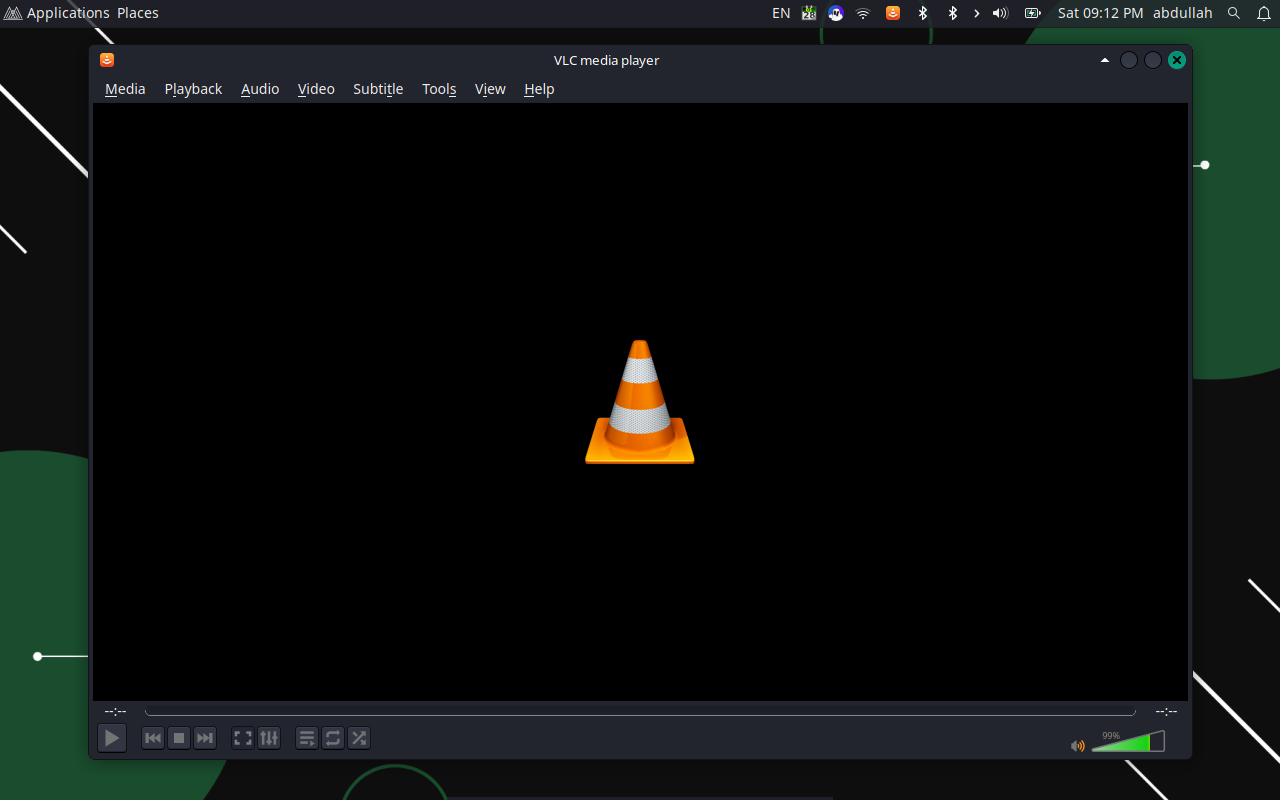 Applications Places EN 28 Sat 09:12 PM abdullah
VLC media player
Media Playback Audio Video Subtitle Tools View Help
--:-- --:--
99%